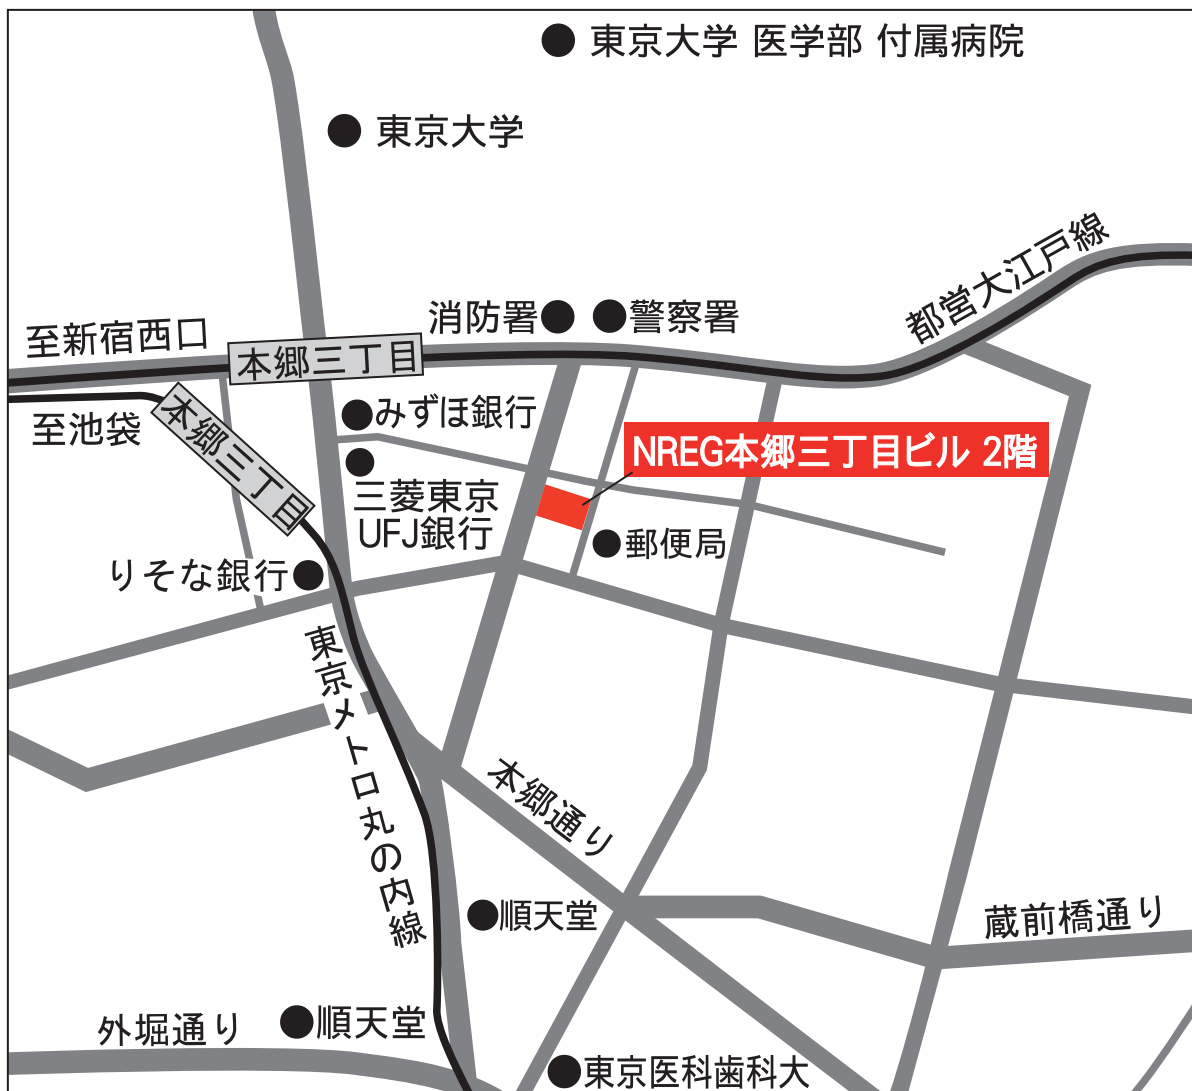 東京大学 医学部 付属病院
東京大学
都営大江戸線
消防署
警察署
至新宿西口
本郷三丁目
至池袋
本郷三丁目
みずほ銀行
NREG本郷三丁目ビル 2階
三菱東京
UFJ銀行
郵便局
りそな銀行
東京メトロ丸の内線
本郷通り
順天堂
蔵前橋通り
外堀通り
順天堂
東京医科歯科大